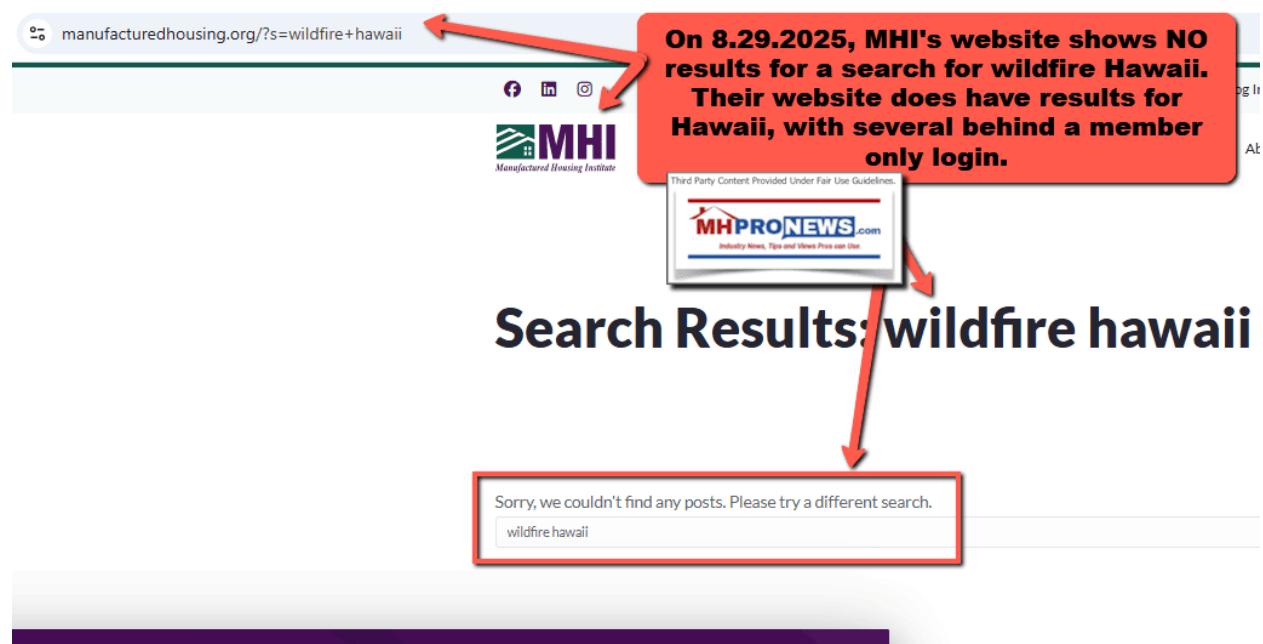 manufacturedhousing.org/?s=wildfire+hawaii
On 8.29.2025, MHI's website shows NO
results for a search for wildfire Hawaii.
Their website does have results for
Hawaii, with several behind a member
only login.
MHI
Manufactured Housing Institute
Third Party Content Provided Under Fair Use Guidelines.
MHPRONEWS.com
Industry News, Tips and Views Pros can Use.
Search Results: wildfire hawaii
Sorry, we couldn't find any posts. Please try a different search.
wildfire hawaii